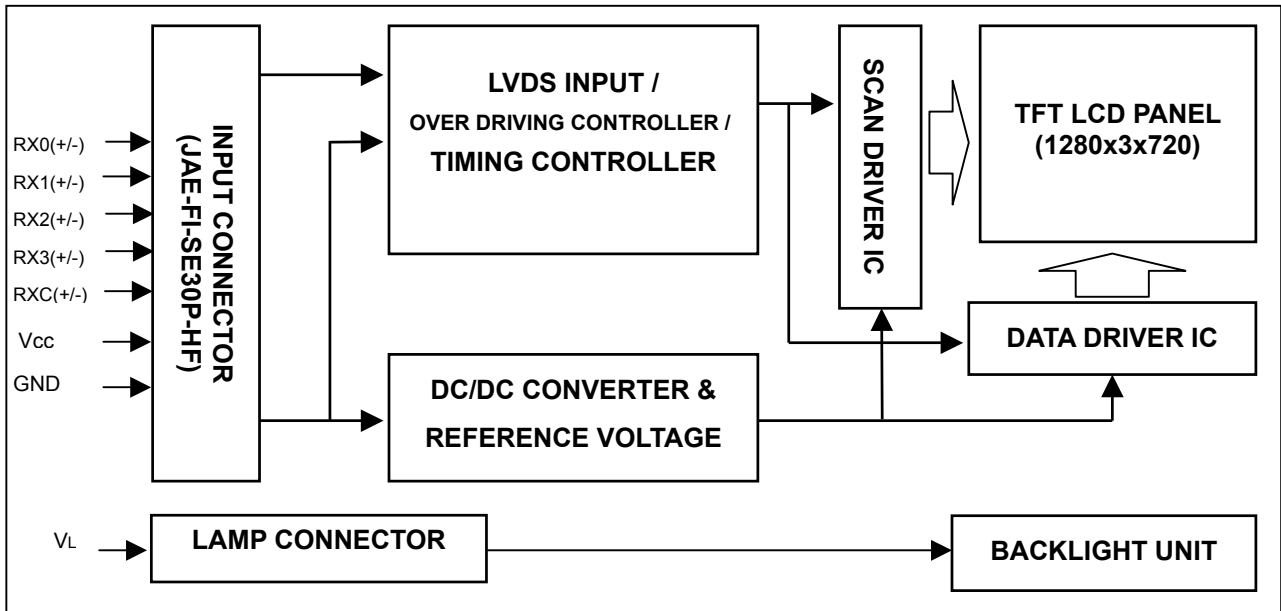 RX0(+/-)
RX1(+/-)
RX2(+/-)
RX3(+/-)
RXC(+/-)
Vcc
GND
INPUT CONNECTOR
(JAE-FI-SE30P-HF)
LVDS INPUT /
OVER DRIVING CONTROLLER /
TIMING CONTROLLER
DC/DC CONVERTER &
REFERENCE VOLTAGE
SCAN DRIVER IC
TFT LCD PANEL
(1280x3x720)
DATA DRIVER IC
VL
LAMP CONNECTOR
BACKLIGHT UNIT